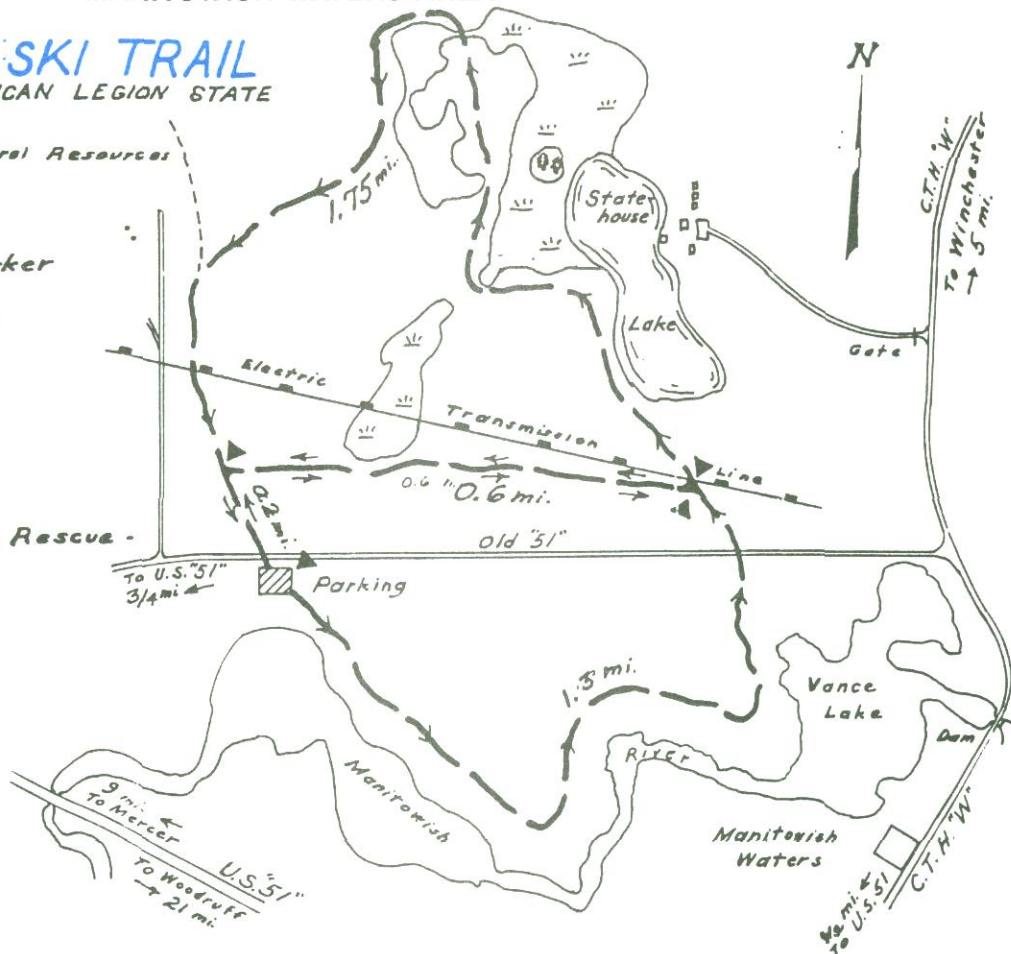 SKI TRAIL
CAN LEGION STATE
ral Resources
ker
N
C.T.H. "W"
To Winchester
5 mi.
1.75 mi.
State-
house
Lake
Gate
Electric
Transmission
Line
0.6
0.6 mi.
0.2 mi.
Rescue -
Old "51"
To U.S. "51"
3/4 mi
Parking
1.5 mi.
Vance
Lake
Dam
River
Manitowish
9 mi.
To Mercer
U.S. "51"
To Woodruff
21 mi.
Manitowish
Waters
C.T.H. "W"
To U.S. 51